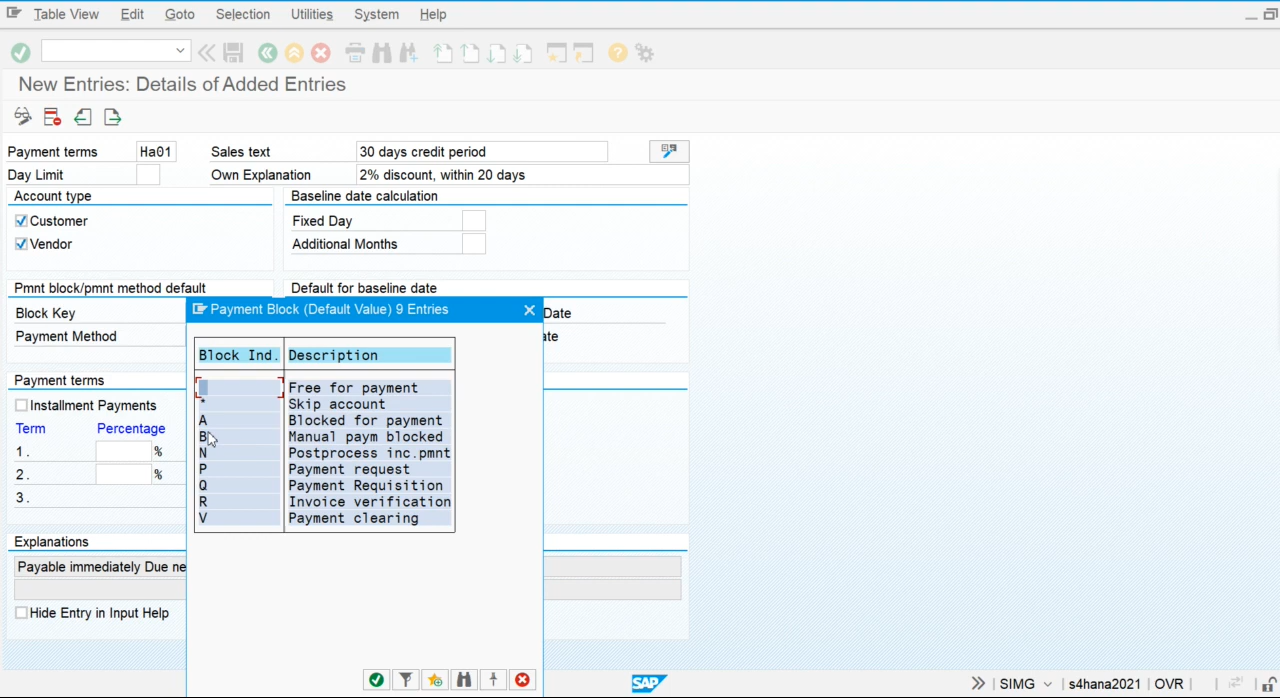 Table View Edit Goto Selection Utilities System Help
New Entries: Details of Added Entries
Payment terms Ha01 Sales text 30 days credit period
Day Limit Own Explanation 2% discount, within 20 days
Account type Baseline date calculation
Customer Fixed Day
Vendor Additional Months
Pmnt block/pmnt method default Default for baseline date
Block Key Payment Block (Default Value) 9 Entries Date
Payment Method
Block Ind. Description
Free for payment
* Skip account
A Blocked for payment
B Manual paym blocked
N Postprocess inc.pmnt
P Payment request
Q Payment Requisition
R Invoice verification
V Payment clearing
Payment terms
Installment Payments
Term Percentage
1. %
2. %
3.
Explanations
Payable immediately Due ne
Hide Entry in Input Help
SAP SIMG s4hana2021 OVR